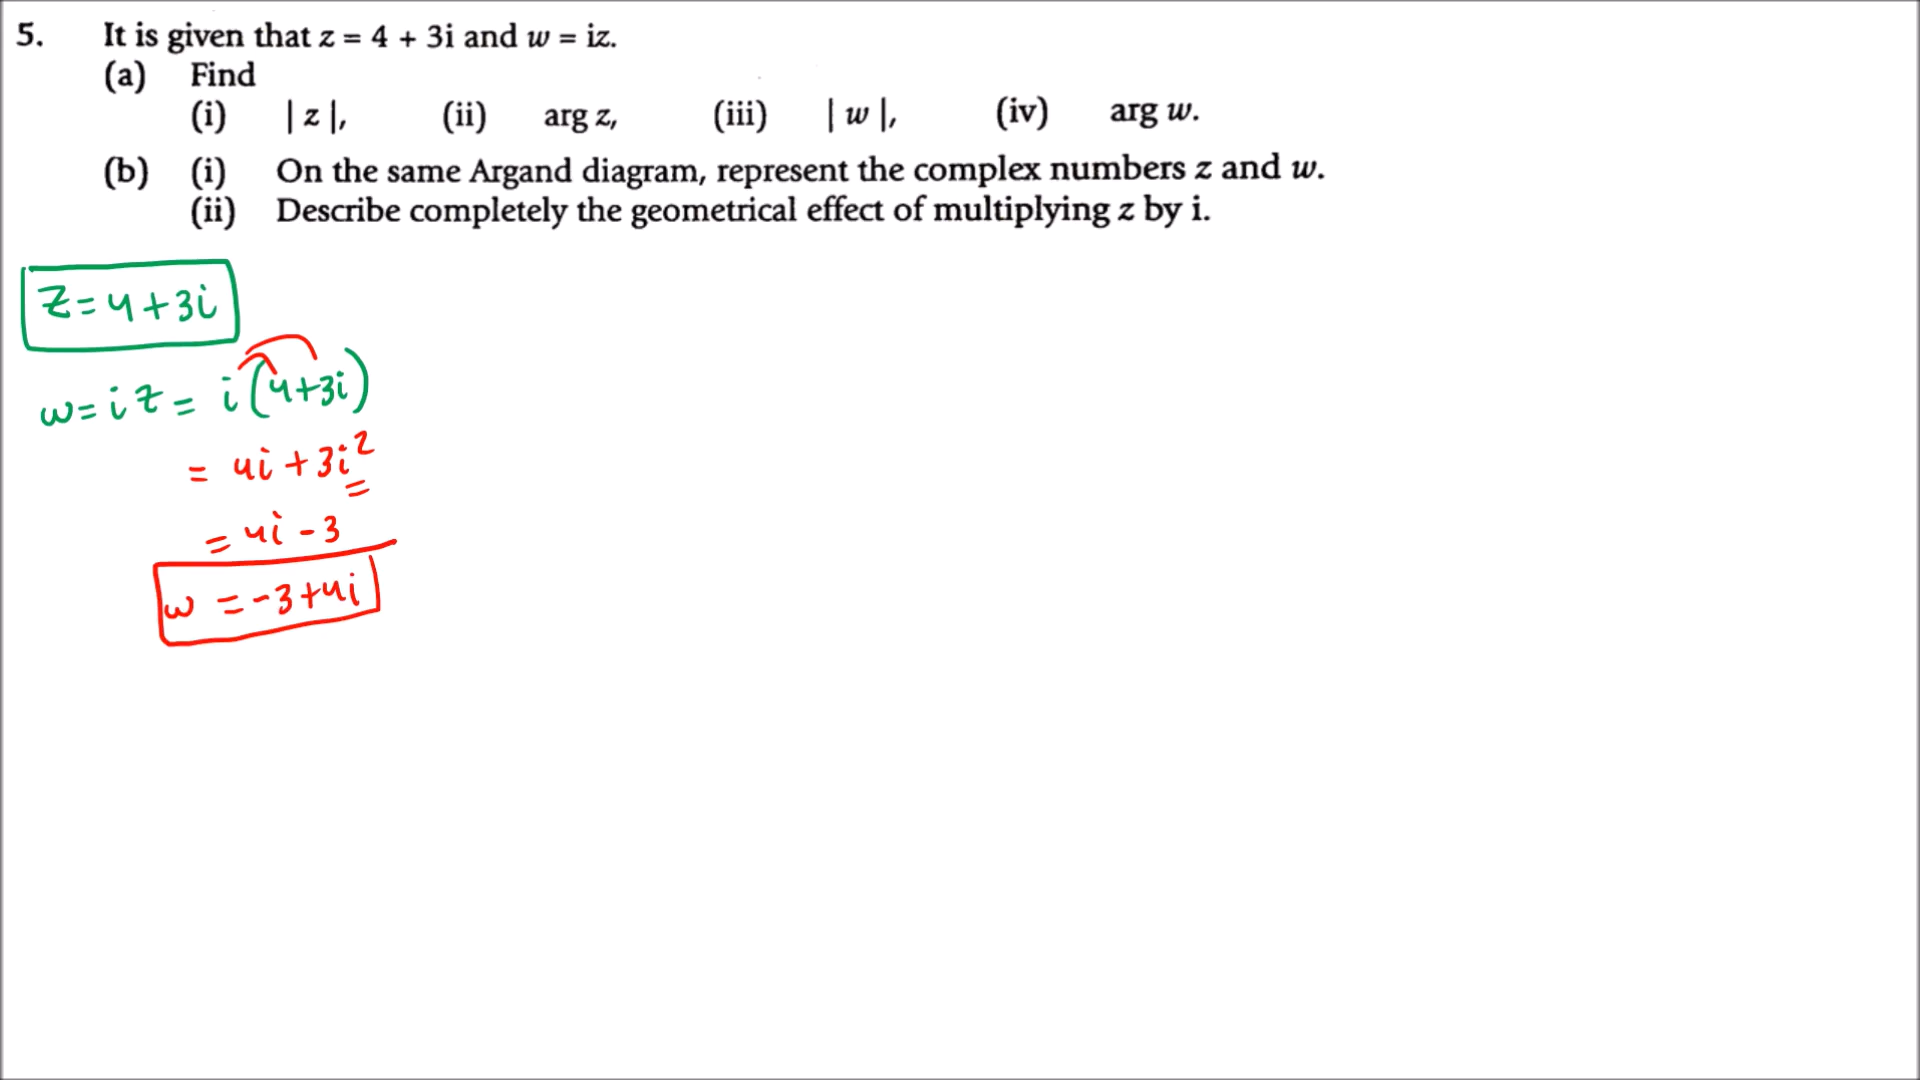 5. It is given that z = 4 + 3i and w = iz.
(a) Find
(i) | z |, (ii) arg z, (iii) | w |, (iv) arg w.
(b) (i) On the same Argand diagram, represent the complex numbers z and w.
(ii) Describe completely the geometrical effect of multiplying z by i.
z = 4 + 3i
w = i z = i (4+3i)
= 4i + 3i²
= 4i - 3
w = -3+4i